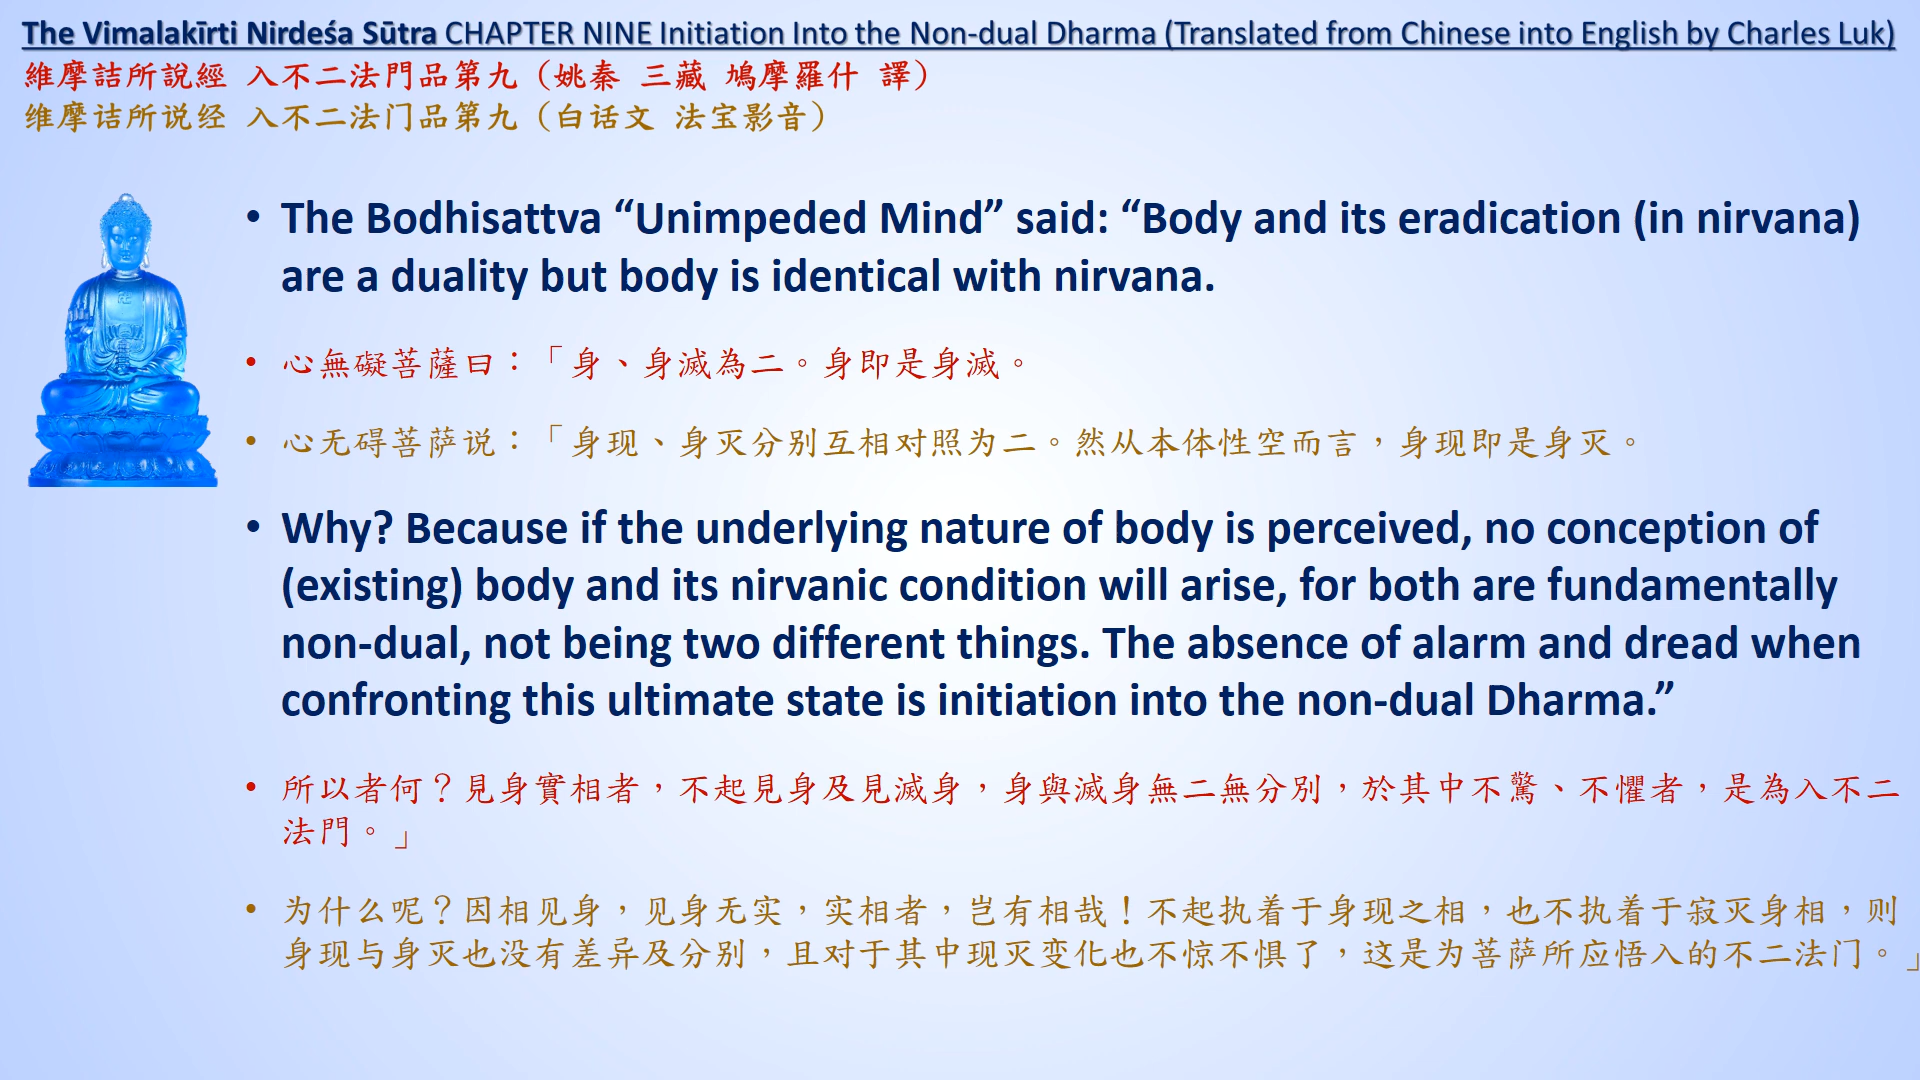 The Vimalakīrti Nirdeśa Sūtra CHAPTER NINE Initiation Into the Non-dual Dharma (Translated from Chinese into English by Charles Luk)
維摩詰所說經 入不二法門品第九（姚秦 三藏 鳩摩羅什 譯）
维摩诘所说经 入不二法门品第九（白话文 法宝影音）
• The Bodhisattva “Unimpeded Mind” said: “Body and its eradication (in nirvana)
are a duality but body is identical with nirvana.
• 心無礙菩薩曰：「身、身滅為二。身即是身滅。
• 心无碍菩萨说：「身现、身灭分别互相对照为二。然从本体性空而言，身现即是身灭。
• Why? Because if the underlying nature of body is perceived, no conception of
(existing) body and its nirvanic condition will arise, for both are fundamentally
non-dual, not being two different things. The absence of alarm and dread when
confronting this ultimate state is initiation into the non-dual Dharma.”
• 所以者何？見身實相者，不起見身及見滅身，身與滅身無二無分別，於其中不驚、不懼者，是為入不二
法門。」
• 为什么呢？因相见身，见身无实，实相者，岂有相哉！不起执着于身现之相，也不执着于寂灭身相，则
身现与身灭也没有差异及分别，且对于其中现灭变化也不惊不惧了，这是为菩萨所应悟入的不二法门。」